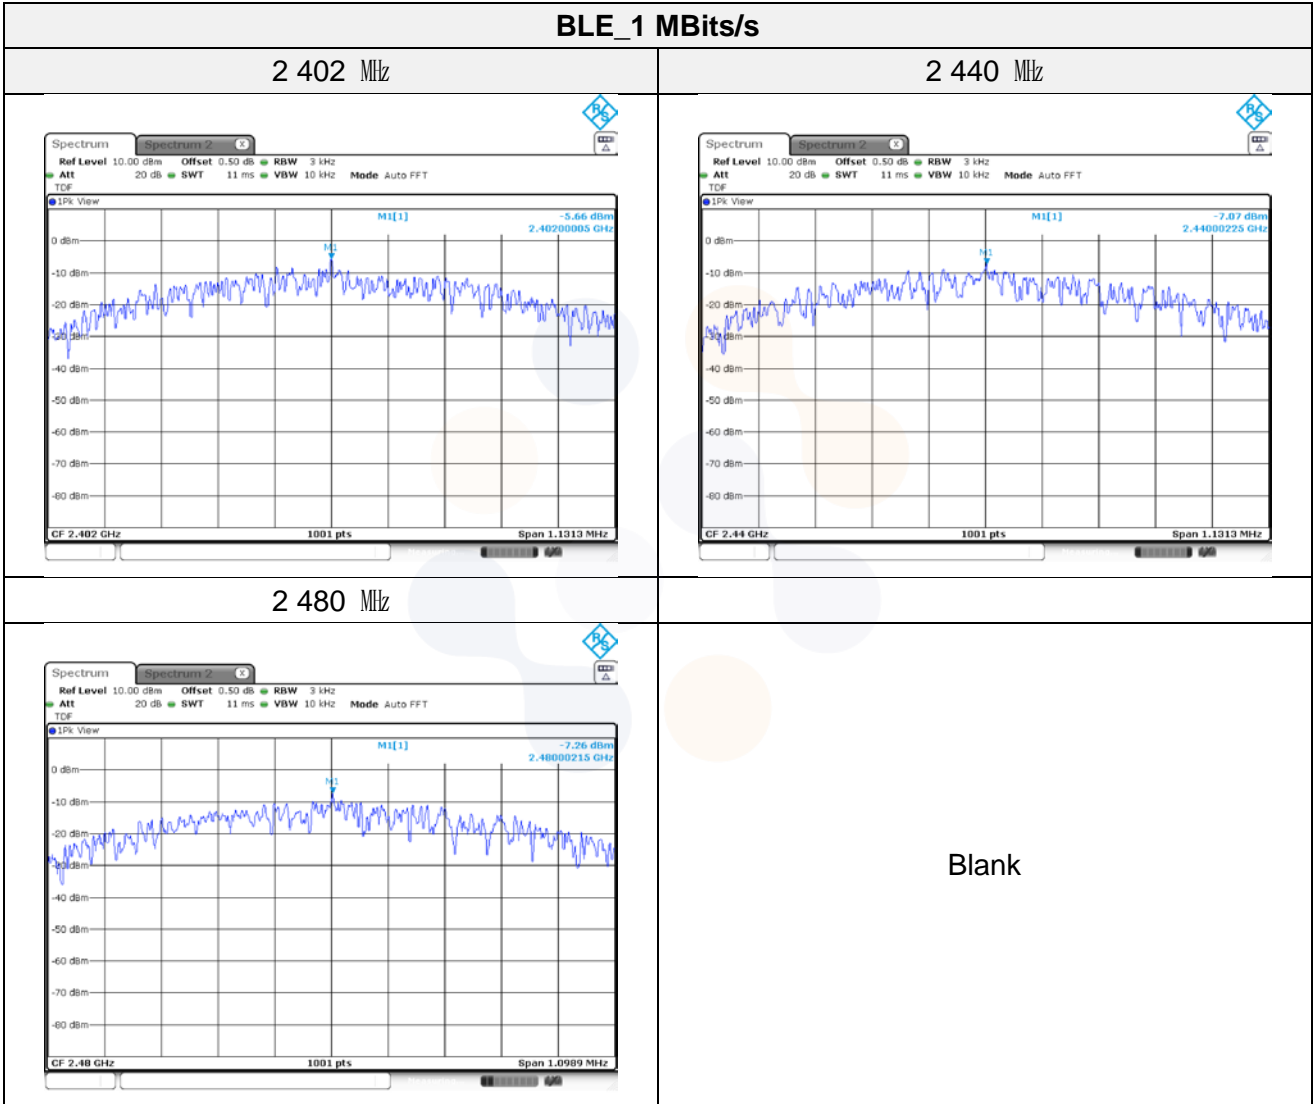 BLE_1 MBits/s
2 402 ㎒
2 440 ㎒
R&S
Spectrum Spectrum 2 X
Ref Level 10.00 dBm Offset 0.50 dB RBW 3 kHz
Att 20 dB SWT 11 ms VBW 10 kHz Mode Auto FFT
TDF
1Pk View
M1[1] -5.66 dBm
2.40200005 GHz
0 dBm
M1
-10 dBm
-20 dBm
-30 dBm
-40 dBm
-50 dBm
-60 dBm
-70 dBm
-80 dBm
CF 2.402 GHz 1001 pts Span 1.1313 MHz
R&S
Spectrum Spectrum 2 X
Ref Level 10.00 dBm Offset 0.50 dB RBW 3 kHz
Att 20 dB SWT 11 ms VBW 10 kHz Mode Auto FFT
TDF
1Pk View
M1[1] -7.07 dBm
2.44000225 GHz
0 dBm
M1
-10 dBm
-20 dBm
-30 dBm
-40 dBm
-50 dBm
-60 dBm
-70 dBm
-80 dBm
CF 2.44 GHz 1001 pts Span 1.1313 MHz
2 480 ㎒
R&S
Spectrum Spectrum 2 X
Ref Level 10.00 dBm Offset 0.50 dB RBW 3 kHz
Att 20 dB SWT 11 ms VBW 10 kHz Mode Auto FFT
TDF
1Pk View
M1[1] -7.26 dBm
2.48000215 GHz
0 dBm
M1
-10 dBm
-20 dBm
-30 dBm
-40 dBm
-50 dBm
-60 dBm
-70 dBm
-80 dBm
CF 2.48 GHz 1001 pts Span 1.0989 MHz
Blank